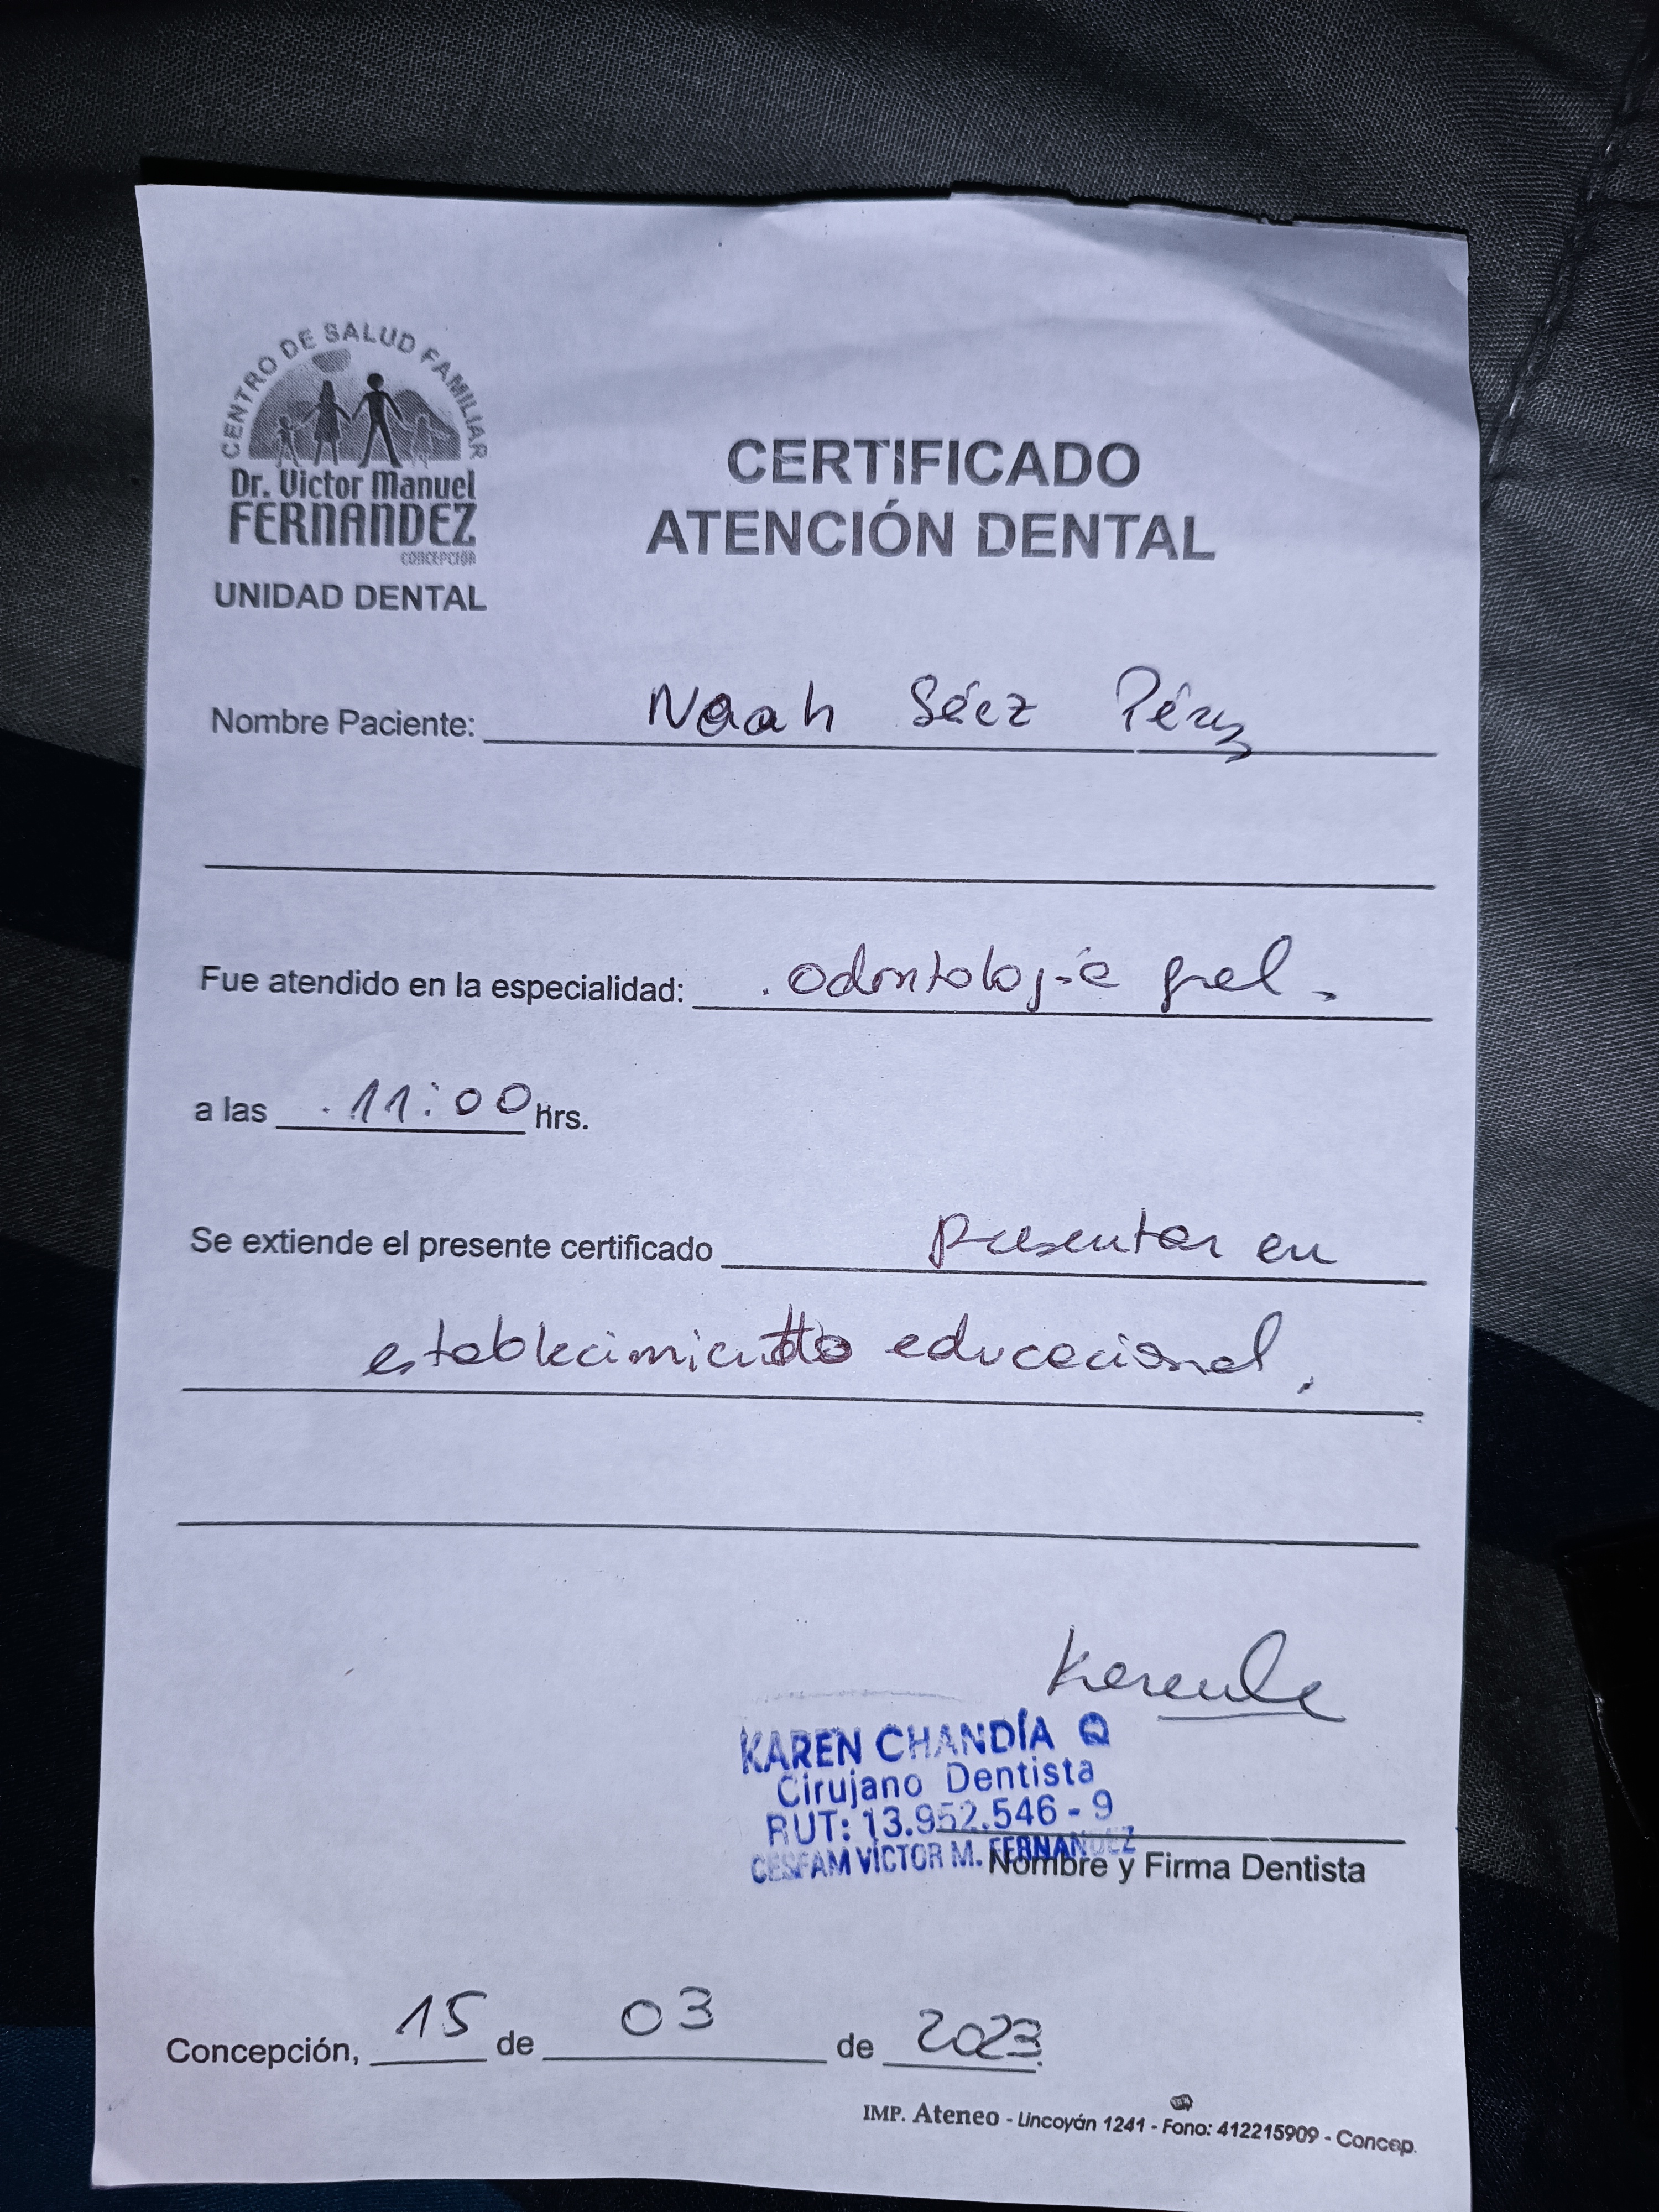 CENTRO DE SALUD FAMILIAR
Dr. Victor Manuel
FERNANDEZ
CONCEPCIÓN
UNIDAD DENTAL
CERTIFICADO
ATENCIÓN DENTAL
Nombre Paciente: Noah Sáez Pérez
Fue atendido en la especialidad: . odontología gral.
a las . 11:00 hrs.
Se extiende el presente certificado presentar en
establecimiento educacional.
KAREN CHANDÍA Q
Cirujano Dentista
RUT: 13.952.546 - 9
CESFAM VÍCTOR M. FERNANDEZ
Nombre y Firma Dentista
Concepción, 15 de 03 de 2023.
IMP. Ateneo - Lincoyán 1241 - Fono: 412215909 - Concep.